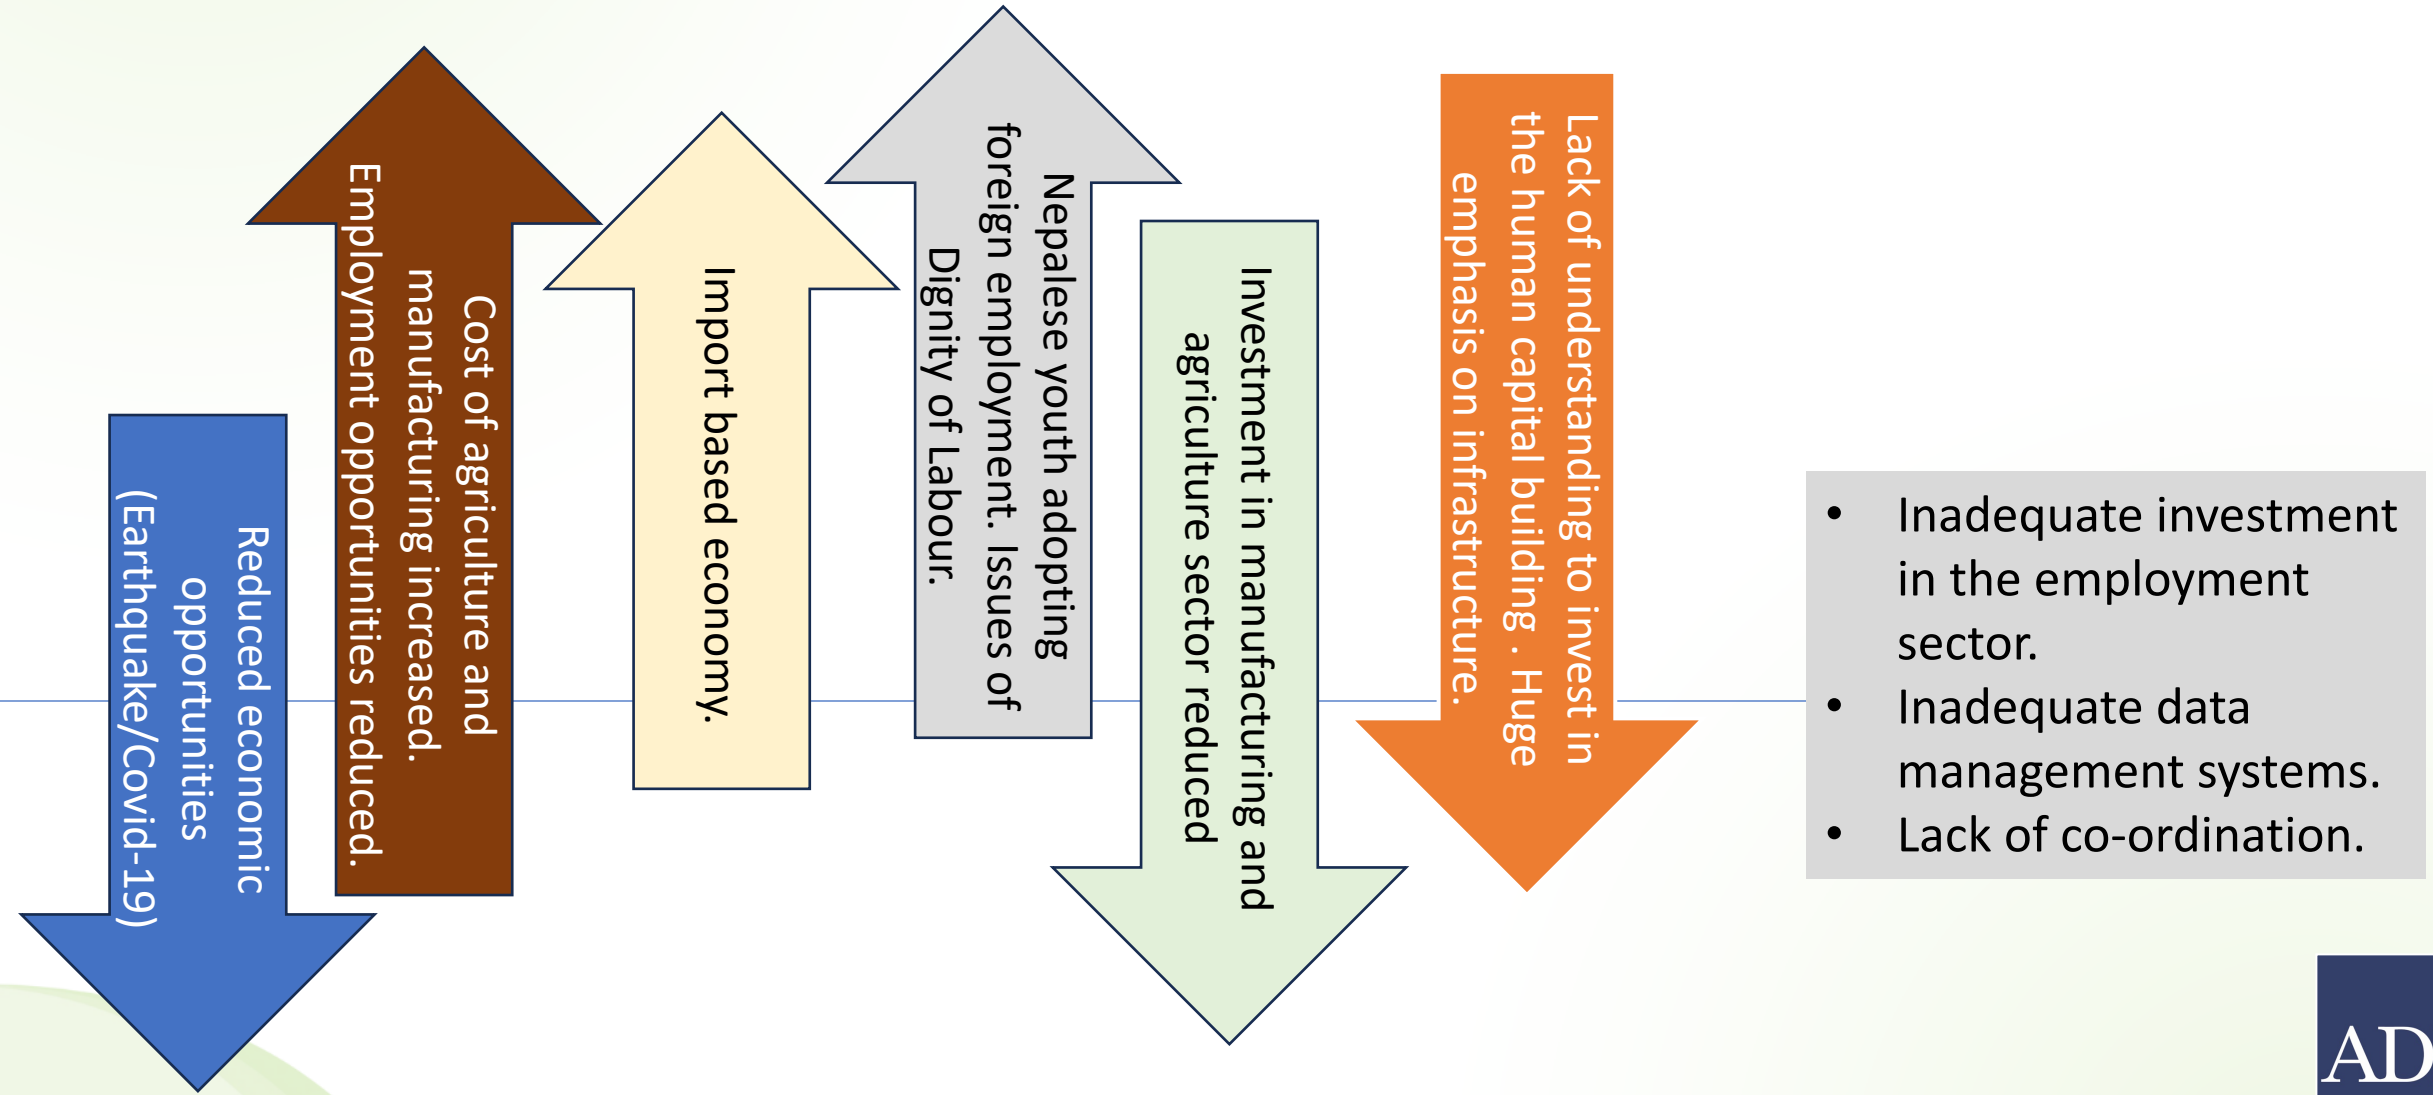 Reduced economic
opportunities
(Earthquake/Covid-19)
Cost of agriculture and
manufacturing increased.
Employment opportunities reduced.
Import based economy.
Nepalese youth adopting
foreign employment. Issues of
Dignity of Labour.
Investment in manufacturing and
agriculture sector reduced
Lack of understanding to invest in
the human capital building . Huge
emphasis on infrastructure.
• Inadequate investment
in the employment
sector.
• Inadequate data
management systems.
• Lack of co-ordination.
AD